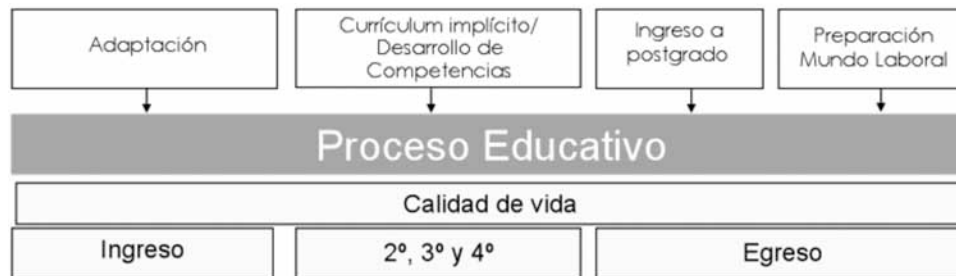 Adaptación
Currículum implícito/
Desarrollo de
Competencias
Ingreso a
postgrado
Preparación
Mundo Laboral
Proceso Educativo
Calidad de vida
Ingreso
2º, 3º y 4º
Egreso